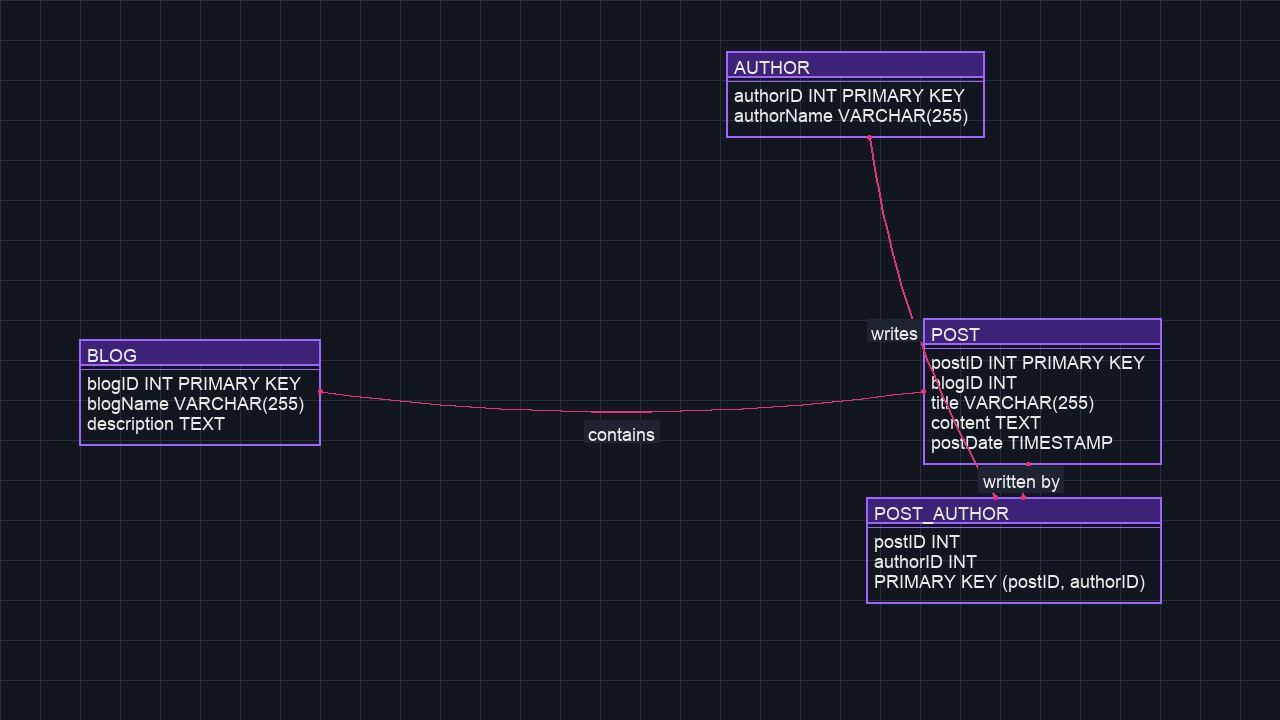 AUTHOR
authorID INT PRIMARY KEY
authorName VARCHAR(255)
writes
POST
postID INT PRIMARY KEY
blogID INT
title VARCHAR(255)
content TEXT
postDate TIMESTAMP
BLOG
blogID INT PRIMARY KEY
blogName VARCHAR(255)
description TEXT
contains
written by
POST_AUTHOR
postID INT
authorID INT
PRIMARY KEY (postID, authorID)